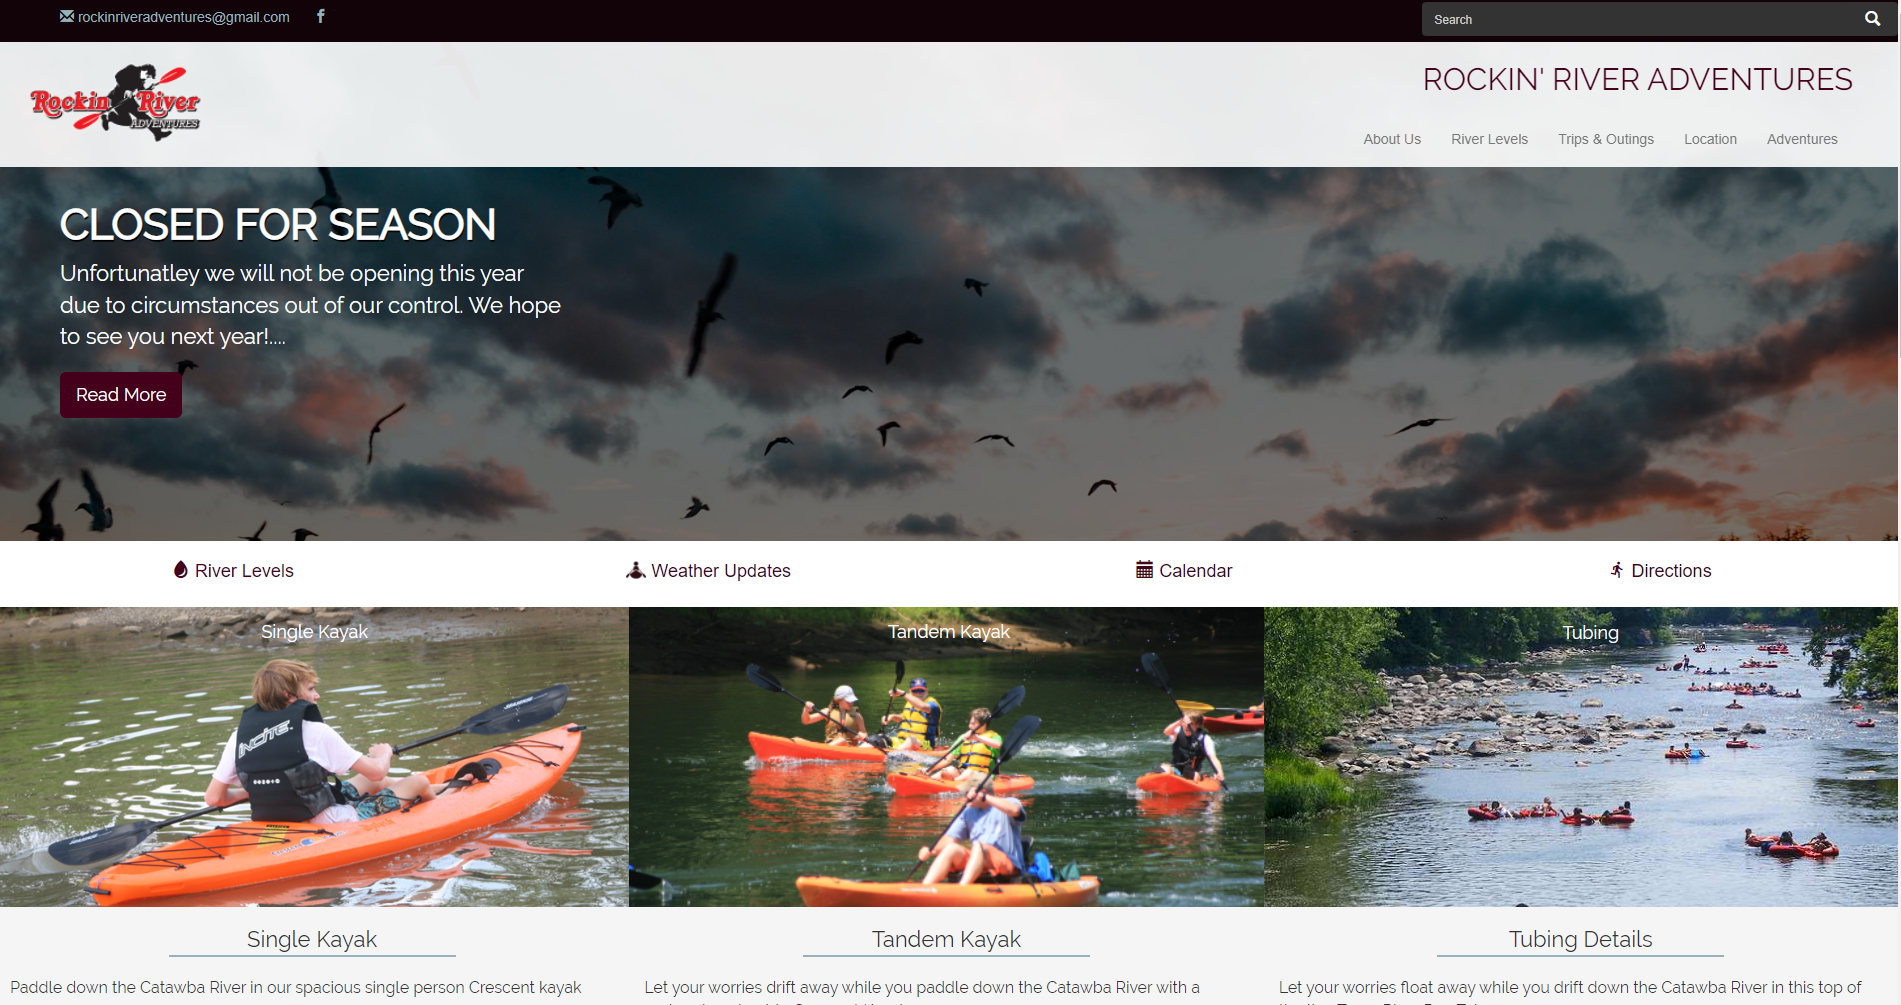 rockinriveradventures@gmail.com
Search
Rockin River
ADVENTURES
ROCKIN' RIVER ADVENTURES
About Us River Levels Trips & Outings Location Adventures
CLOSED FOR SEASON
Unfortunatley we will not be opening this year
due to circumstances out of our control. We hope
to see you next year!....
Read More
River Levels Weather Updates Calendar Directions
Single Kayak
INCITE
Tandem Kayak
Tubing
Single Kayak
Paddle down the Catawba River in our spacious single person Crescent kayak
Tandem Kayak
Let your worries drift away while you paddle down the Catawba River with a
Tubing Details
Let your worries float away while you drift down the Catawba River in this top of